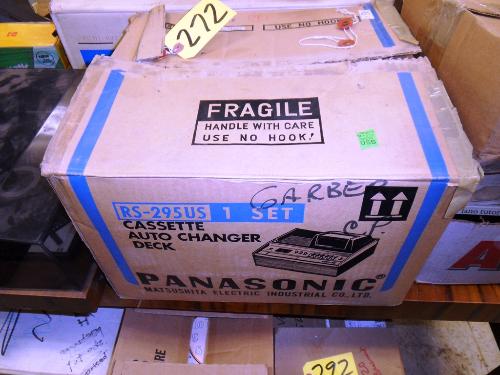 272
USE NO HOOK
FRAGILE
HANDLE WITH CARE
USE NO HOOK!
GARBER
RS-295US 1 SET
CASSETTE
AUTO CHANGER
DECK
PANASONIC®
MATSUSHITA ELECTRIC INDUSTRIAL CO., LTD.
292